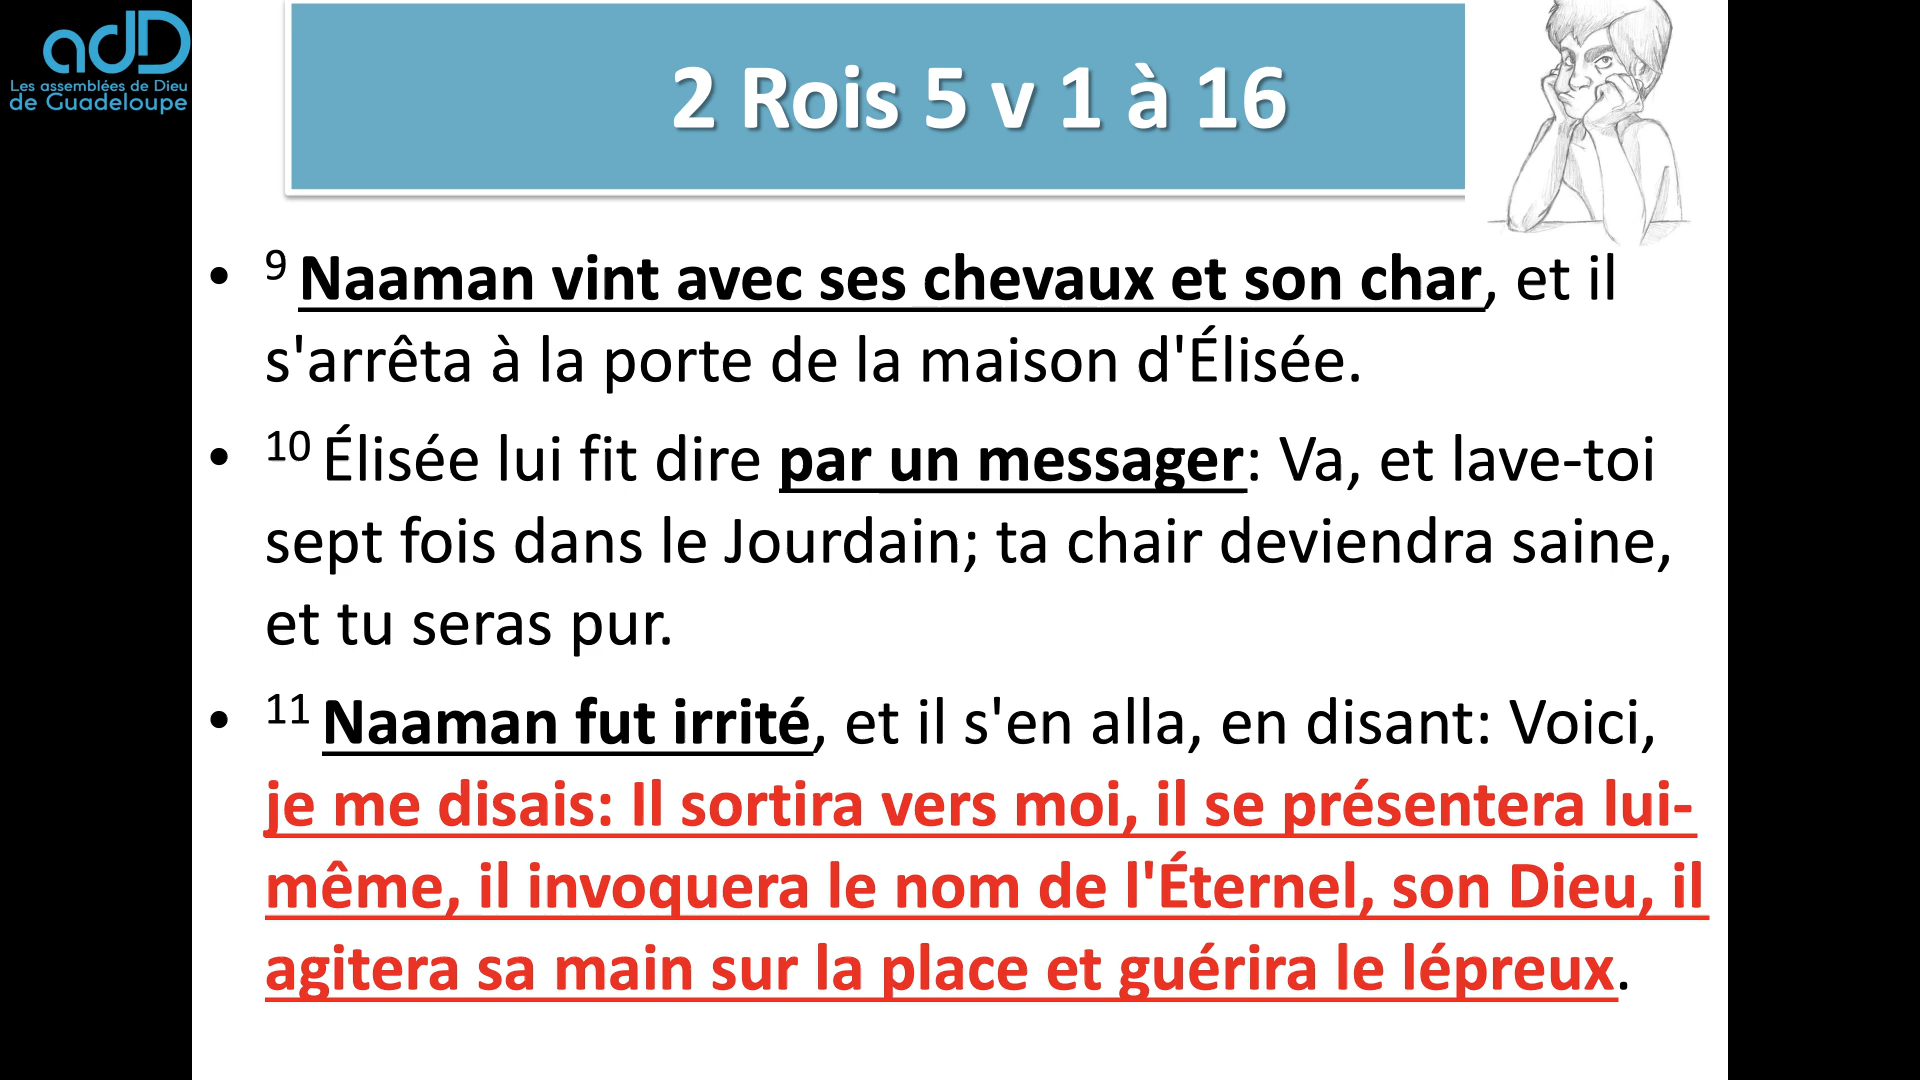 adD
Les assemblées de Dieu
de Guadeloupe
2 Rois 5 v 1 à 16
• 9 Naaman vint avec ses chevaux et son char, et il
s'arrêta à la porte de la maison d'Élisée.
• 10 Élisée lui fit dire par un messager: Va, et lave-toi
sept fois dans le Jourdain; ta chair deviendra saine,
et tu seras pur.
• 11 Naaman fut irrité, et il s'en alla, en disant: Voici,
je me disais: Il sortira vers moi, il se présentera lui-
même, il invoquera le nom de l'Éternel, son Dieu, il
agitera sa main sur la place et guérira le lépreux.